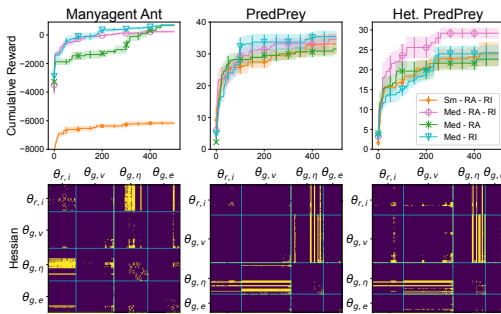 Manyagent Ant PredPrey Het. PredPrey
Cumulative Reward
0
−2000
−4000
−6000
−8000
0 200 400
40
30
20
10
0
0 200 400
40
30
20
10
0
0 200 400
Sm - RA - RI
Med - RA - RI
Med - RA
Med - RI
θr, i θg, v θg, η θg, e
θr, i θg, v θg, η θg, e
θr, i θg, v θg, η θg, e
Hessian
θr, i
θg, v
θg, η
θg, e
θr, i
θg, v
θg, η
θg, e
θr, i
θg, v
θg, η
θg, e